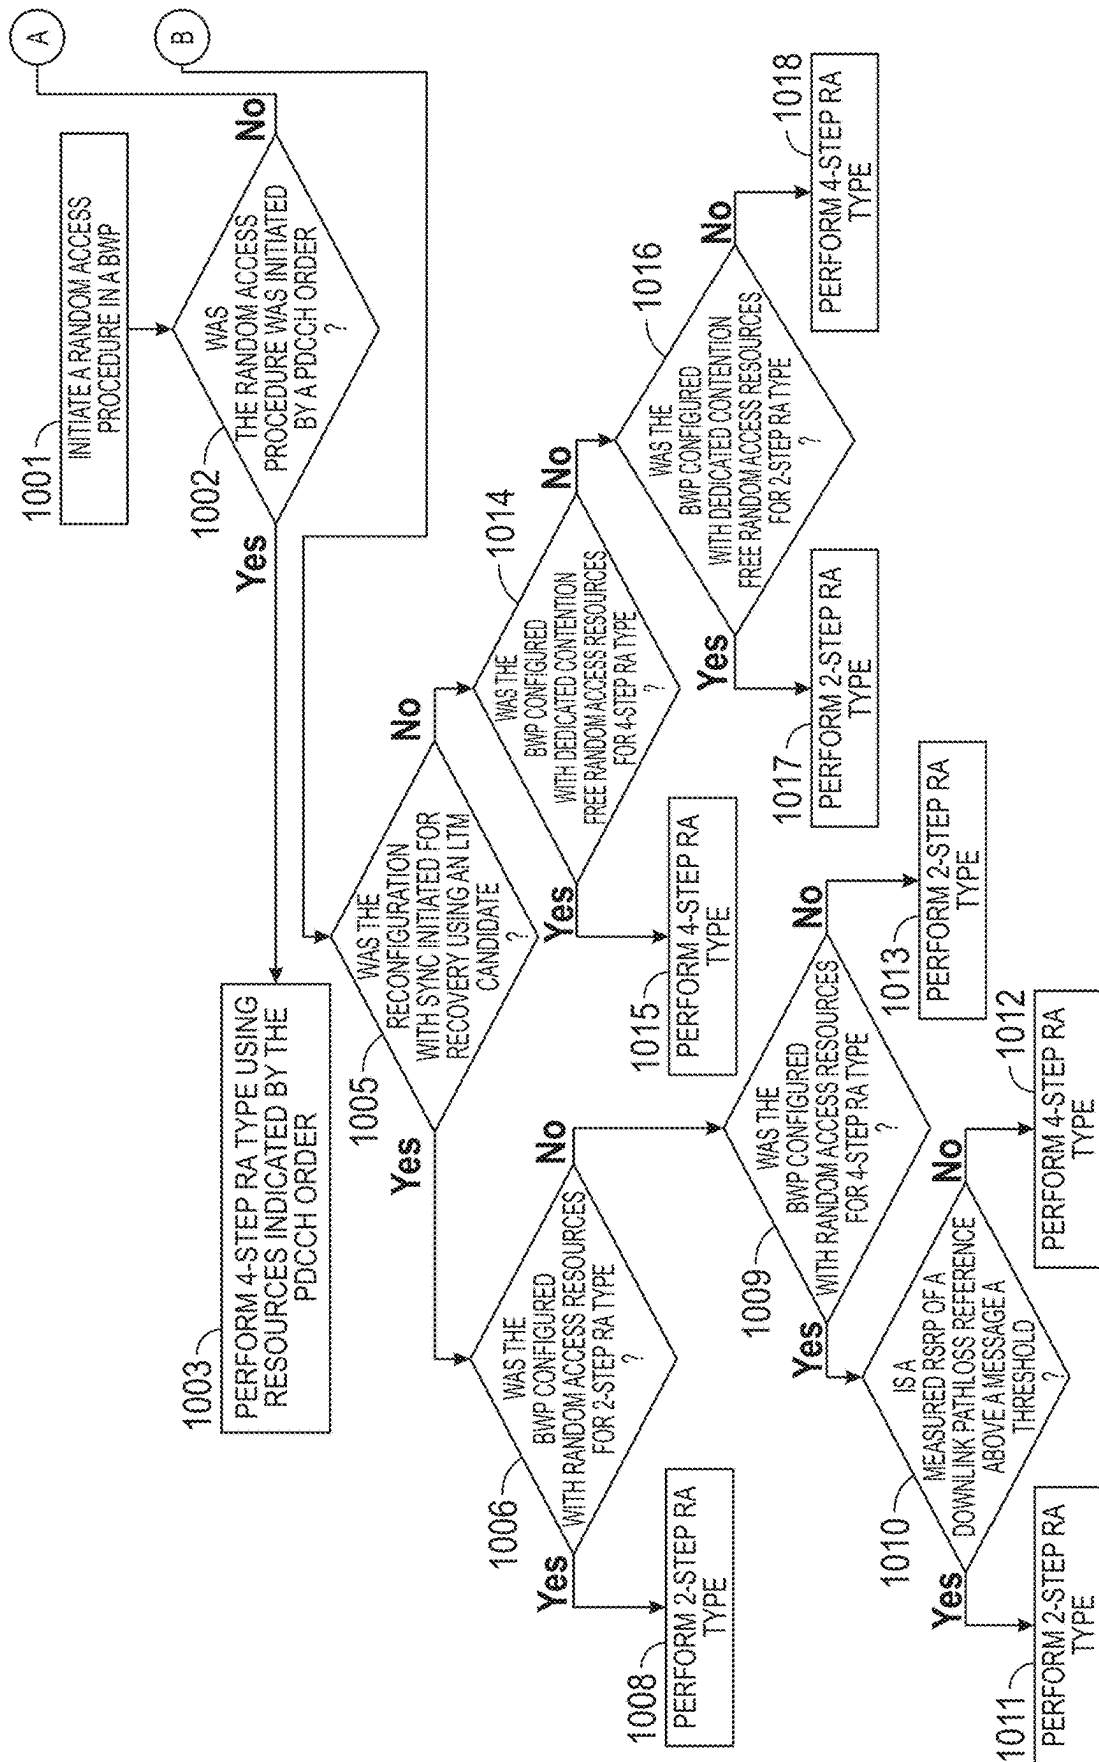 1001
INITIATE A RANDOM ACCESS
PROCEDURE IN A BWP
A
1002
WAS
THE RANDOM ACCESS
PROCEDURE WAS INITIATED
BY A PDCCH ORDER
?
No
Yes
B
1003
PERFORM 4-STEP RA TYPE USING
RESOURCES INDICATED BY THE
PDCCH ORDER
1005
WAS THE
RECONFIGURATION
WITH SYNC INITIATED FOR
RECOVERY USING AN LTM
CANDIDATE
?
Yes
No
1006
WAS THE
BWP CONFIGURED
WITH RANDOM ACCESS RESOURCES
FOR 2-STEP RA TYPE
?
Yes
No
1014
WAS THE
BWP CONFIGURED
WITH DEDICATED CONTENTION
FREE RANDOM ACCESS RESOURCES
FOR 4-STEP RA TYPE
?
Yes
No
1008
PERFORM 2-STEP RA
TYPE
1015
PERFORM 4-STEP RA
TYPE
1009
WAS THE
BWP CONFIGURED
WITH RANDOM ACCESS RESOURCES
FOR 4-STEP RA TYPE
?
Yes
No
1016
WAS THE
BWP CONFIGURED
WITH DEDICATED CONTENTION
FREE RANDOM ACCESS RESOURCES
FOR 2-STEP RA TYPE
?
Yes
No
1017
PERFORM 2-STEP RA
TYPE
1018
PERFORM 4-STEP RA
TYPE
1010
IS A
MEASURED RSRP OF A
DOWNLINK PATHLOSS REFERENCE
ABOVE A MESSAGE A
THRESHOLD
?
Yes
No
1013
PERFORM 2-STEP RA
TYPE
1011
PERFORM 2-STEP RA
TYPE
1012
PERFORM 4-STEP RA
TYPE